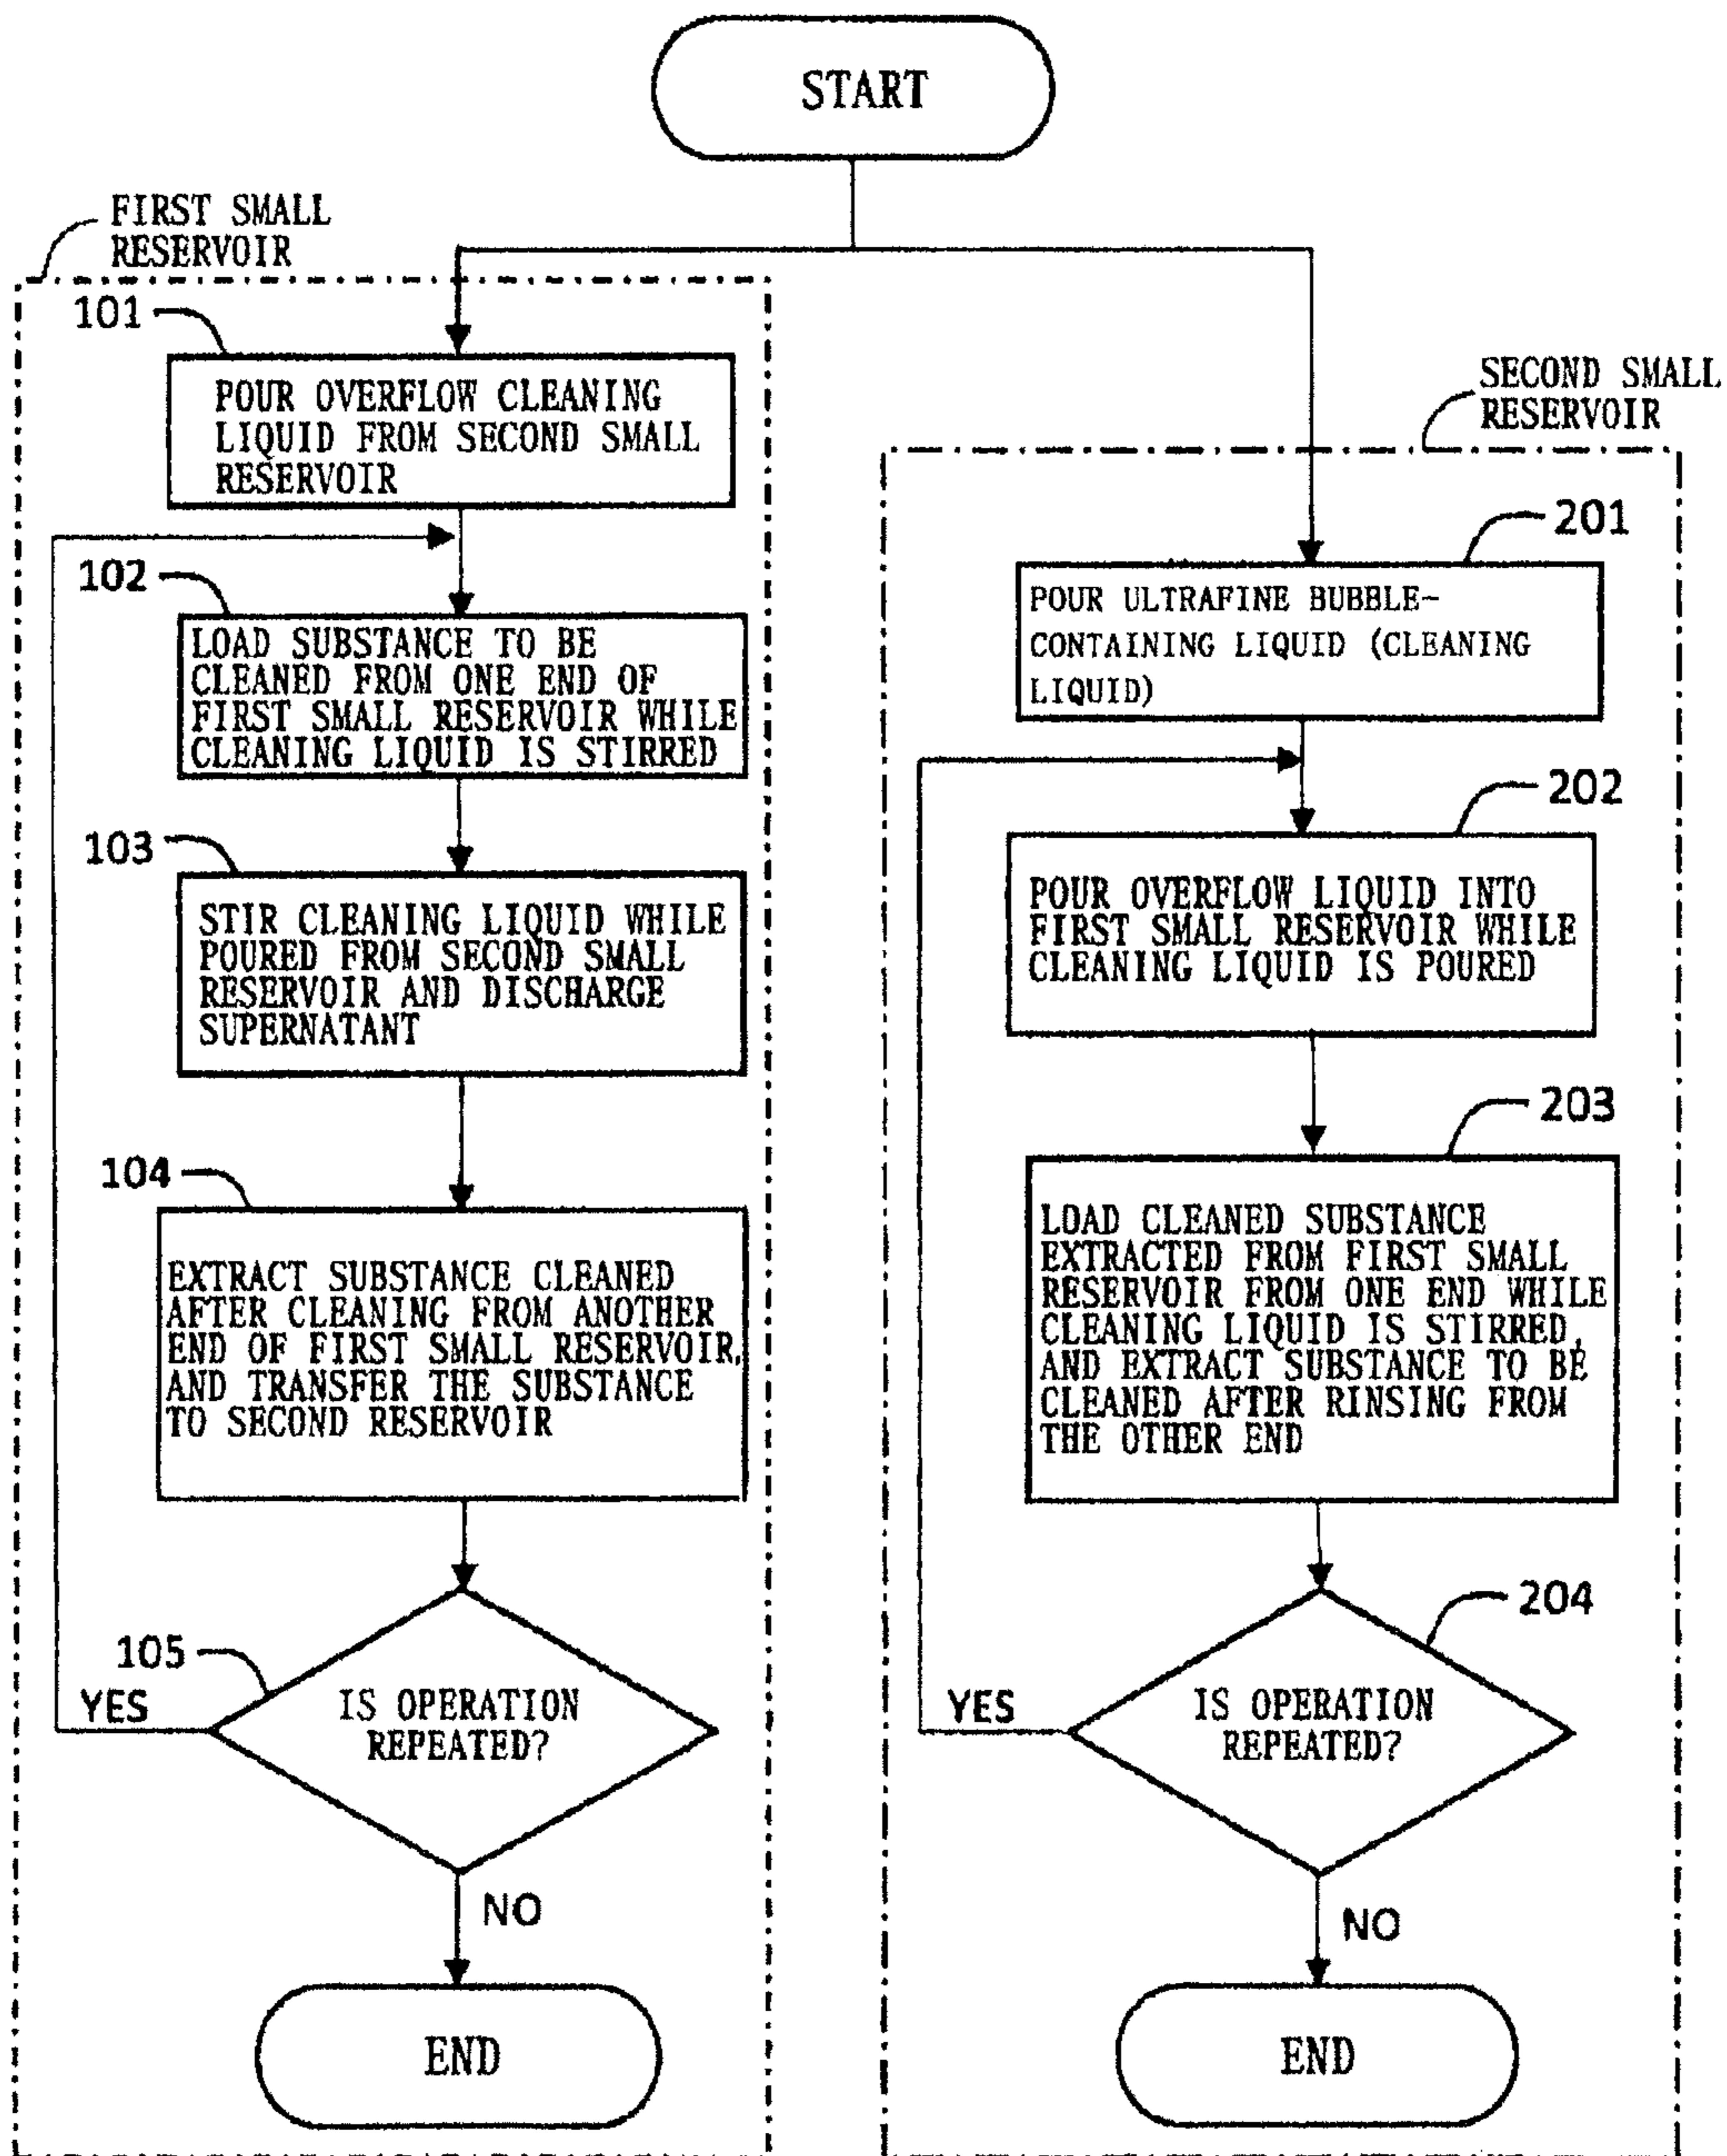 START
FIRST SMALL
RESERVOIR
101
POUR OVERFLOW CLEANING
LIQUID FROM SECOND SMALL
RESERVOIR
102
LOAD SUBSTANCE TO BE
CLEANED FROM ONE END OF
FIRST SMALL RESERVOIR WHILE
CLEANING LIQUID IS STIRRED
103
STIR CLEANING LIQUID WHILE
POURED FROM SECOND SMALL
RESERVOIR AND DISCHARGE
SUPERNATANT
104
EXTRACT SUBSTANCE CLEANED
AFTER CLEANING FROM ANOTHER
END OF FIRST SMALL RESERVOIR,
AND TRANSFER THE SUBSTANCE
TO SECOND RESERVOIR
105
IS OPERATION
REPEATED?
YES
NO
END
SECOND SMALL
RESERVOIR
201
POUR ULTRAFINE BUBBLE-
CONTAINING LIQUID (CLEANING
LIQUID)
202
POUR OVERFLOW LIQUID INTO
FIRST SMALL RESERVOIR WHILE
CLEANING LIQUID IS POURED
203
LOAD CLEANED SUBSTANCE
EXTRACTED FROM FIRST SMALL
RESERVOIR FROM ONE END WHILE
CLEANING LIQUID IS STIRRED,
AND EXTRACT SUBSTANCE TO BE
CLEANED AFTER RINSING FROM
THE OTHER END
204
IS OPERATION
REPEATED?
YES
NO
END